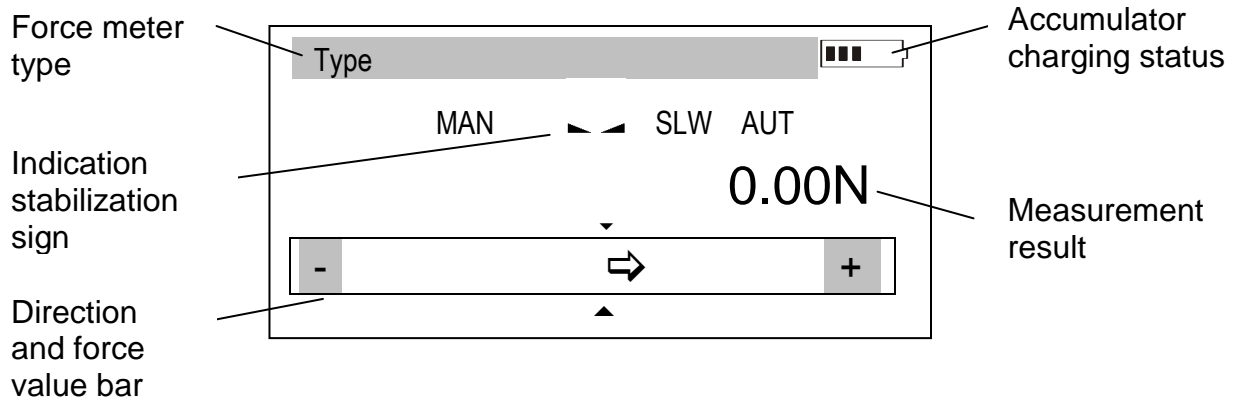 Force meter
type
Accumulator
charging status
Type
MAN SLW AUT
Indication
stabilization
sign
0.00N
Measurement
result
- +
Direction
and force
value bar